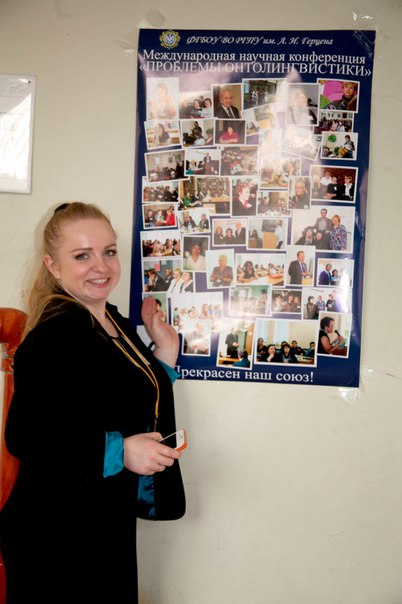 ФГБОУ ВО РГПУ им. А. И. Герцена
Международная научная конференция
«ПРОБЛЕМЫ ОНТОЛИНГВИСТИКИ»
Прекрасен наш союз!